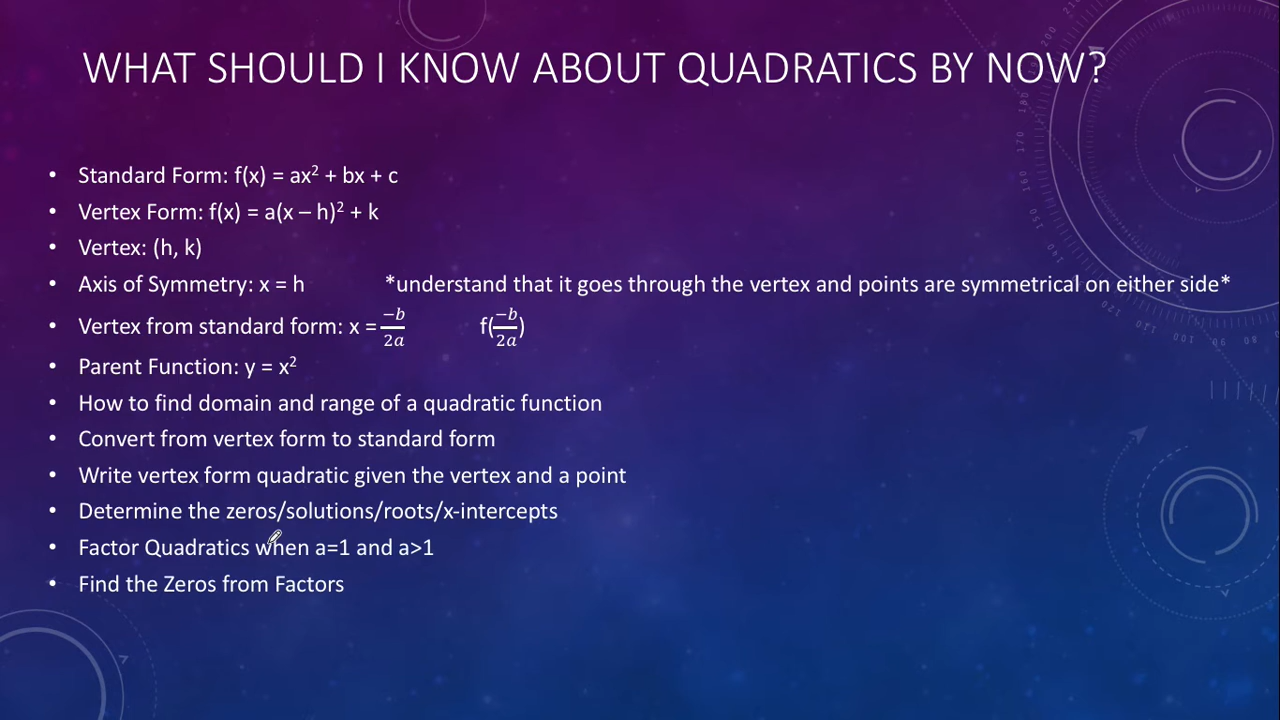 WHAT SHOULD I KNOW ABOUT QUADRATICS BY NOW?
• Standard Form: f(x) = ax² + bx + c
• Vertex Form: f(x) = a(x – h)² + k
• Vertex: (h, k)
• Axis of Symmetry: x = h *understand that it goes through the vertex and points are symmetrical on either side*
• Vertex from standard form: x = −b/2a f(−b/2a)
• Parent Function: y = x²
• How to find domain and range of a quadratic function
• Convert from vertex form to standard form
• Write vertex form quadratic given the vertex and a point
• Determine the zeros/solutions/roots/x-intercepts
• Factor Quadratics when a=1 and a>1
• Find the Zeros from Factors